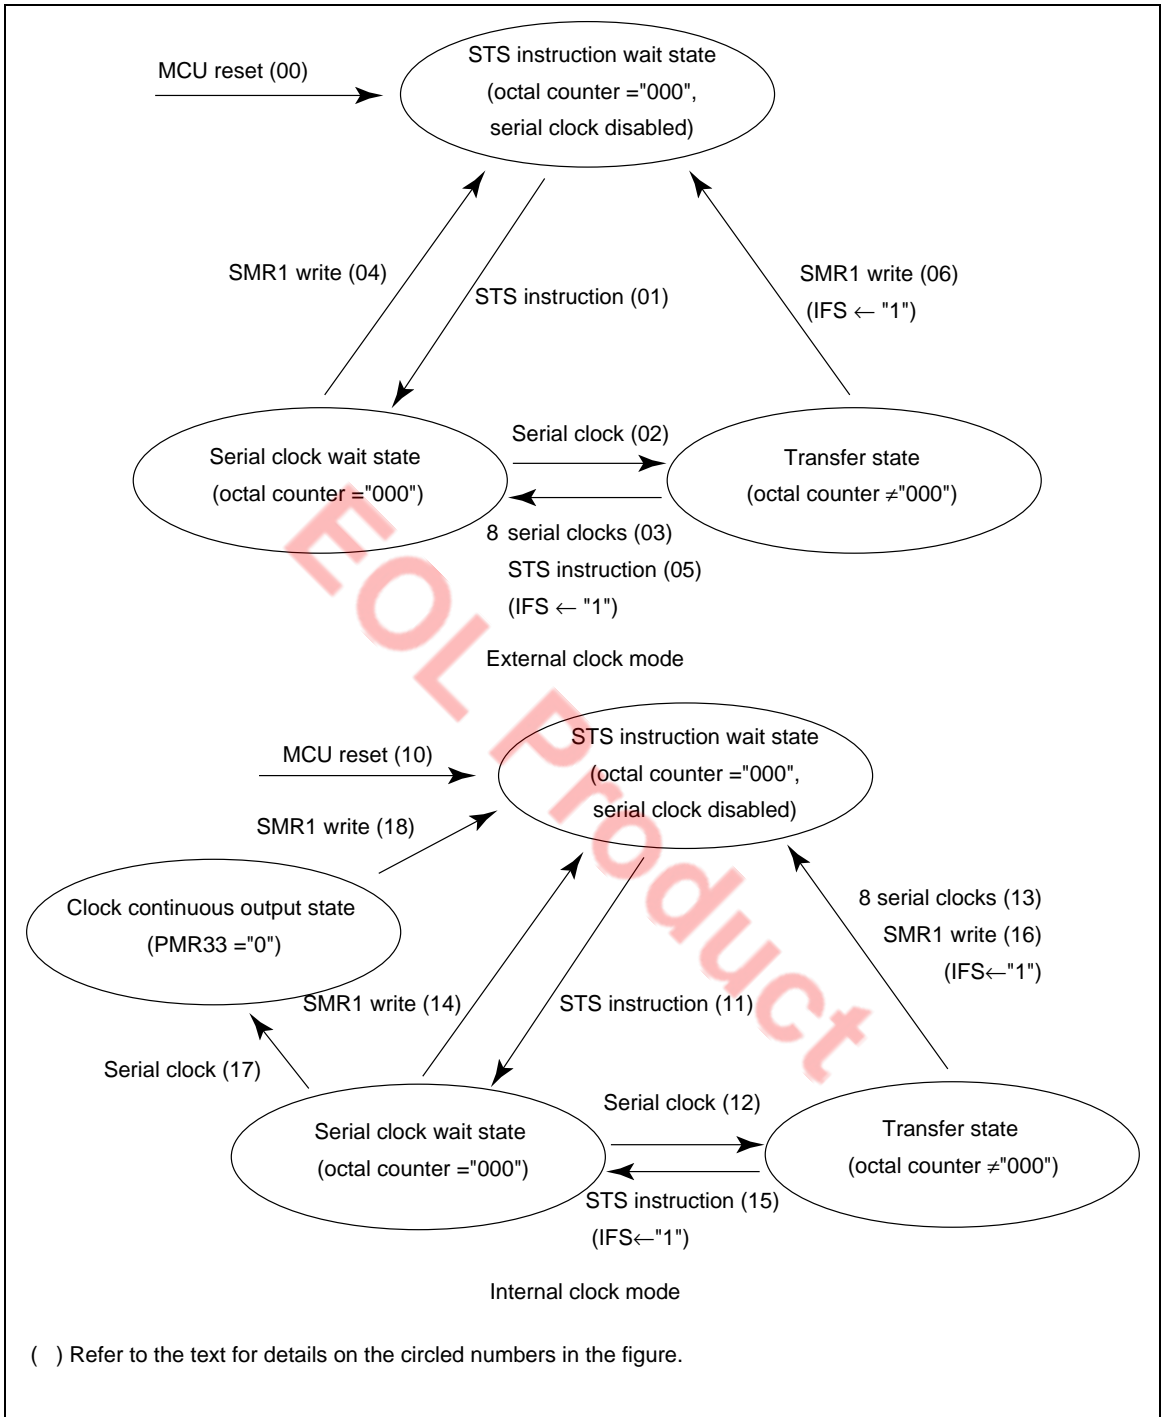 MCU reset (00)
STS instruction wait state
(octal counter ="000",
serial clock disabled)
SMR1 write (04)
STS instruction (01)
SMR1 write (06)
(IFS ← "1")
Serial clock wait state
(octal counter ="000")
Serial clock (02)
Transfer state
(octal counter ≠"000")
8 serial clocks (03)
STS instruction (05)
(IFS ← "1")
External clock mode
MCU reset (10)
STS instruction wait state
(octal counter ="000",
serial clock disabled)
SMR1 write (18)
Clock continuous output state
(PMR33 ="0")
8 serial clocks (13)
SMR1 write (16)
(IFS←"1")
SMR1 write (14)
STS instruction (11)
Serial clock (17)
Serial clock wait state
(octal counter ="000")
Serial clock (12)
Transfer state
(octal counter ≠"000")
STS instruction (15)
(IFS←"1")
Internal clock mode
( ) Refer to the text for details on the circled numbers in the figure.
EOL Product